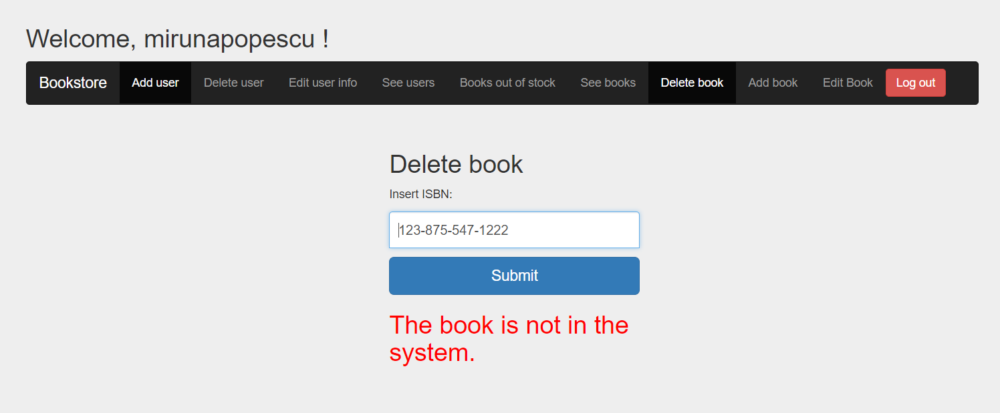 Welcome, mirunapopescu !
Bookstore Add user Delete user Edit user info See users Books out of stock See books Delete book Add book Edit Book Log out
Delete book
Insert ISBN:
123-875-547-1222
Submit
The book is not in the
system.